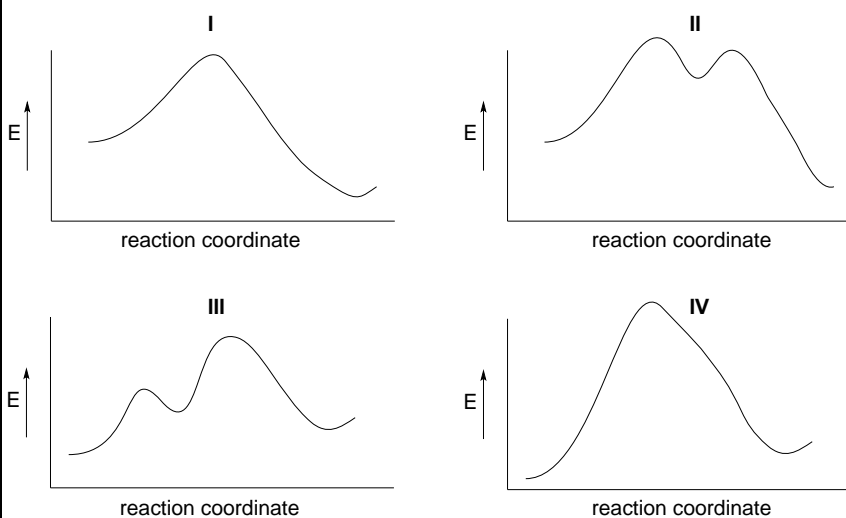 I
II
E
E
reaction coordinate
reaction coordinate
III
IV
E
E
reaction coordinate
reaction coordinate